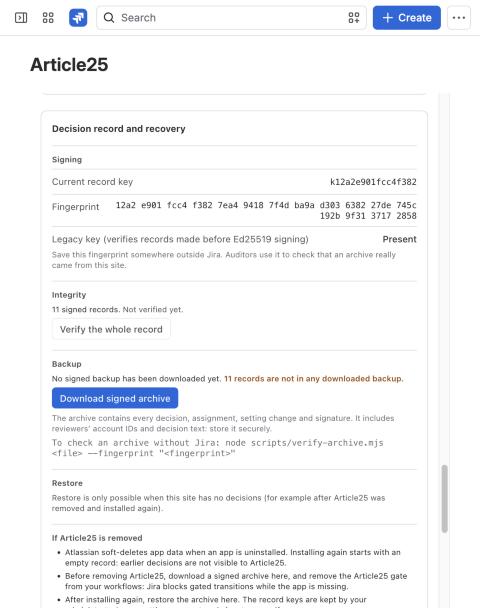 Search
Create
Article25
Decision record and recovery
Signing
Current record key k12a2e901fcc4f382
Fingerprint 12a2 e901 fcc4 f382 7ea4 9418 7f4d ba9a d303 6382 27de 745c
192b 9f31 3717 2858
Legacy key (verifies records made before Ed25519 signing) Present
Save this fingerprint somewhere outside Jira. Auditors use it to check that an archive really
came from this site.
Integrity
11 signed records. Not verified yet.
Verify the whole record
Backup
No signed backup has been downloaded yet. 11 records are not in any downloaded backup.
Download signed archive
The archive contains every decision, assignment, setting change and signature. It includes
reviewers' account IDs and decision text: store it securely.
To check an archive without Jira: node scripts/verify-archive.mjs
<file> --fingerprint "<fingerprint>"
Restore
Restore is only possible when this site has no decisions (for example after Article25 was
removed and installed again).
If Article25 is removed
• Atlassian soft-deletes app data when an app is uninstalled. Installing again starts with an
empty record: earlier decisions are not visible to Article25.
• Before removing Article25, download a signed archive here, and remove the Article25 gate
from your workflows: Jira blocks gated transitions while the app is missing.
• After installing again, restore the archive here. The record keys are kept by your